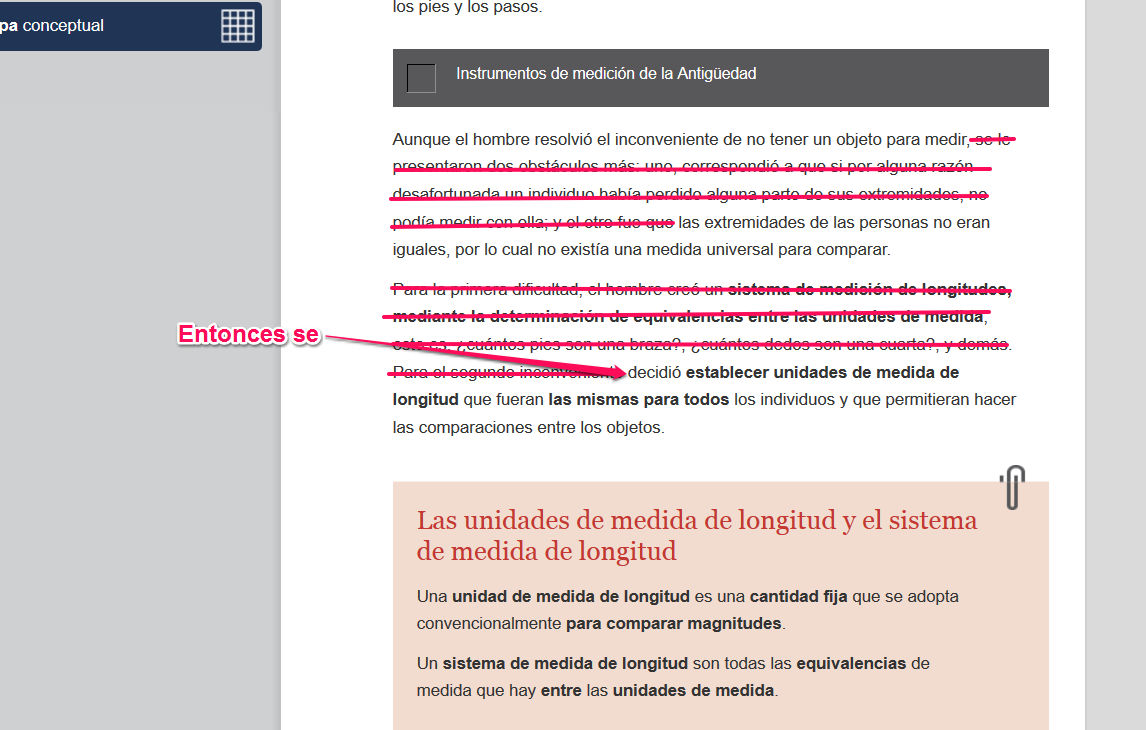 los pies y los pasos.
pa conceptual
Instrumentos de medición de la Antigüedad
Aunque el hombre resolvió el inconveniente de no tener un objeto para medir, se le
presentaron dos obstáculos más: uno, correspondió a que si por alguna razón
desafortunada un individuo había perdido alguna parte de sus extremidades, no
podía medir con ella; y el otro fue que las extremidades de las personas no eran
iguales, por lo cual no existía una medida universal para comparar.
Para la primera dificultad, el hombre creó un sistema de medición de longitudes,
mediante la determinación de equivalencias entre las unidades de medida,
esto es, ¿cuántos pies son una braza?, ¿cuántos dedos son una cuarta?, y demás.
Entonces se
Para el segundo inconveniente decidió establecer unidades de medida de
longitud que fueran las mismas para todos los individuos y que permitieran hacer
las comparaciones entre los objetos.
Las unidades de medida de longitud y el sistema
de medida de longitud
Una unidad de medida de longitud es una cantidad fija que se adopta
convencionalmente para comparar magnitudes.
Un sistema de medida de longitud son todas las equivalencias de
medida que hay entre las unidades de medida.